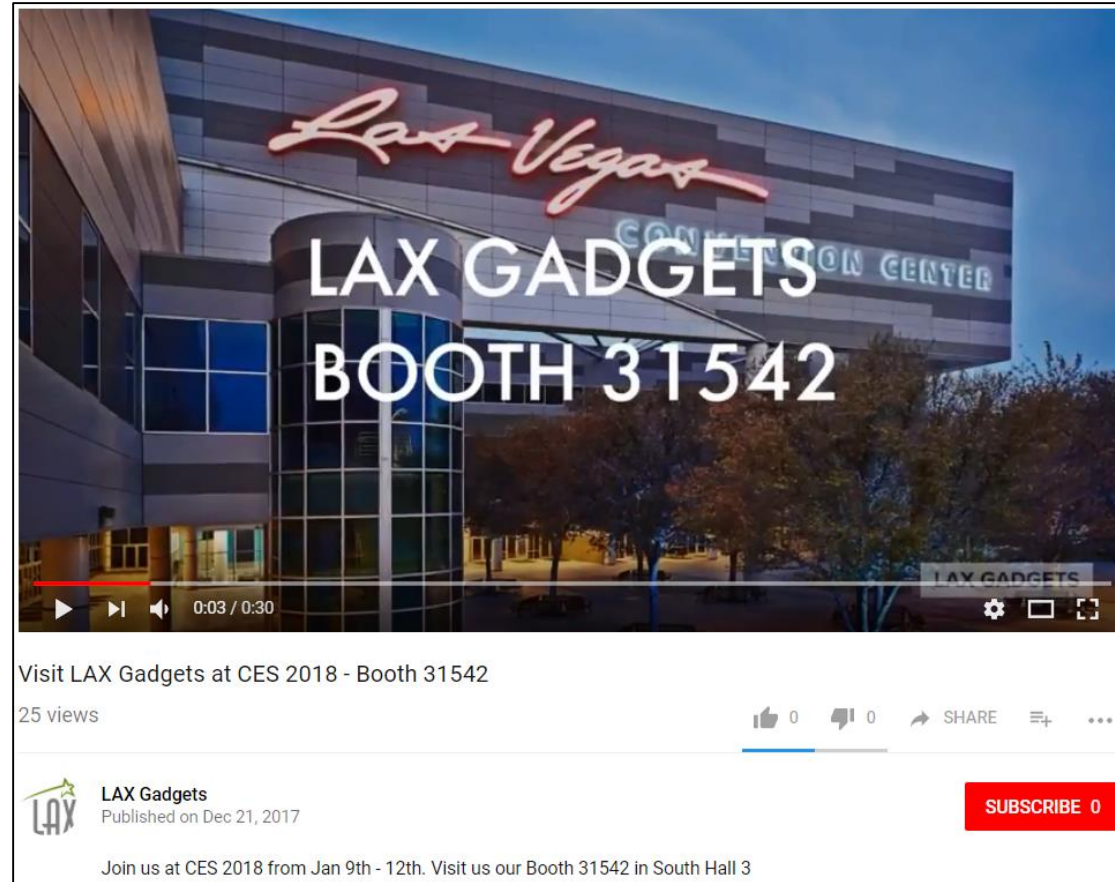 Las Vegas
CONVENTION CENTER
LAX GADGETS
BOOTH 31542
LAX GADGETS
0:03 / 0:30
Visit LAX Gadgets at CES 2018 - Booth 31542
25 views
0 0 SHARE
LAX
LAX Gadgets
Published on Dec 21, 2017
SUBSCRIBE 0
Join us at CES 2018 from Jan 9th - 12th. Visit us our Booth 31542 in South Hall 3